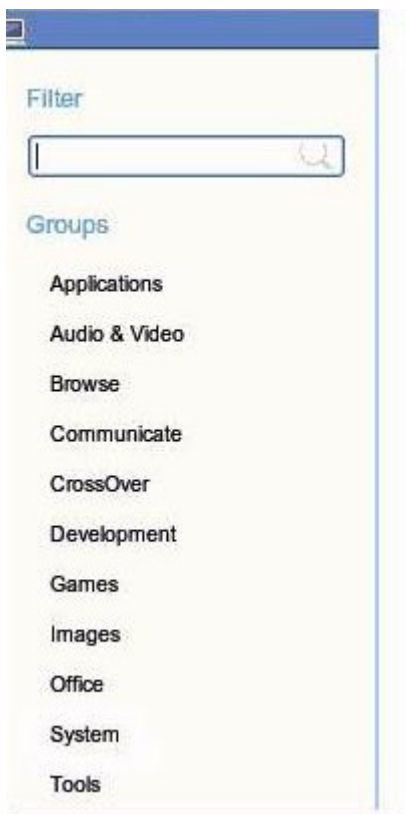 Filter
Groups
Applications
Audio & Video
Browse
Communicate
CrossOver
Development
Games
Images
Office
System
Tools